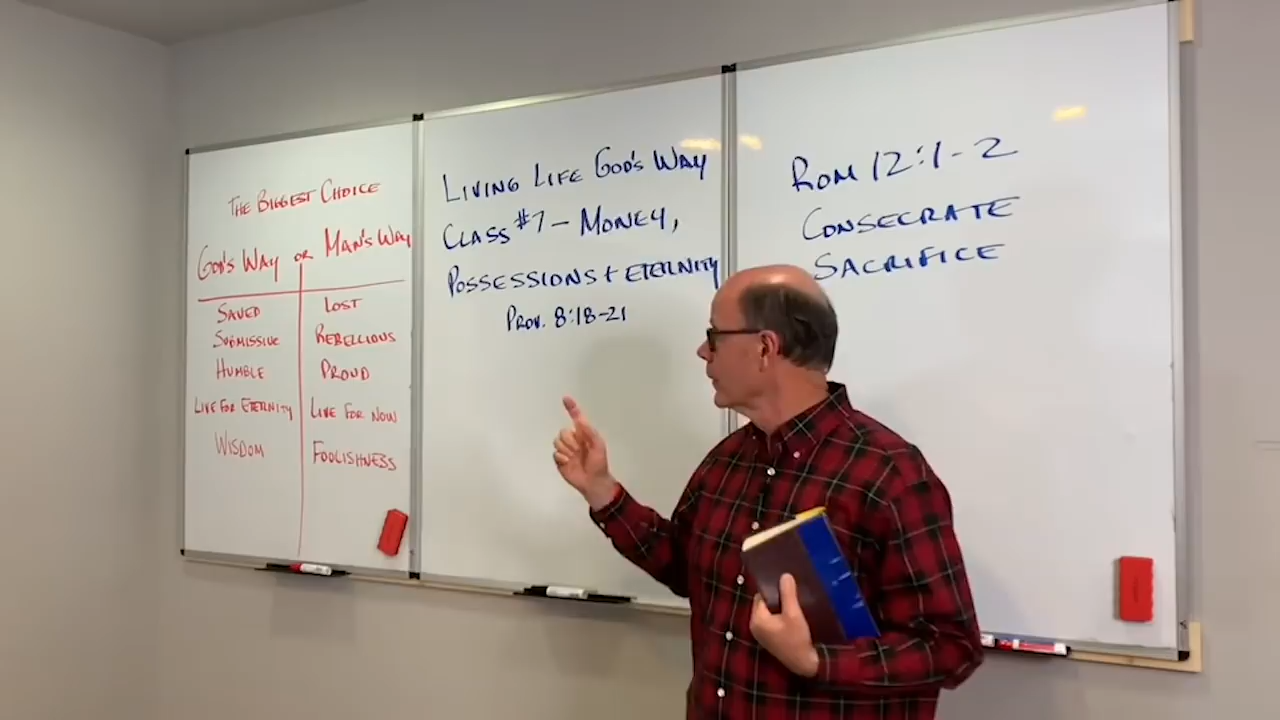 THE BIGGEST CHOICE
GOD'S WAY OR MAN'S WAY
SAVED LOST
SUBMISSIVE REBELLIOUS
HUMBLE PROUD
LIVE FOR ETERNITY LIVE FOR NOW
WISDOM FOOLISHNESS
LIVING LIFE GOD'S WAY
CLASS #7 - MONEY,
POSSESSIONS + ETERNITY
PROV. 8:18-21
ROM 12:1-2
CONSECRATE
SACRIFICE